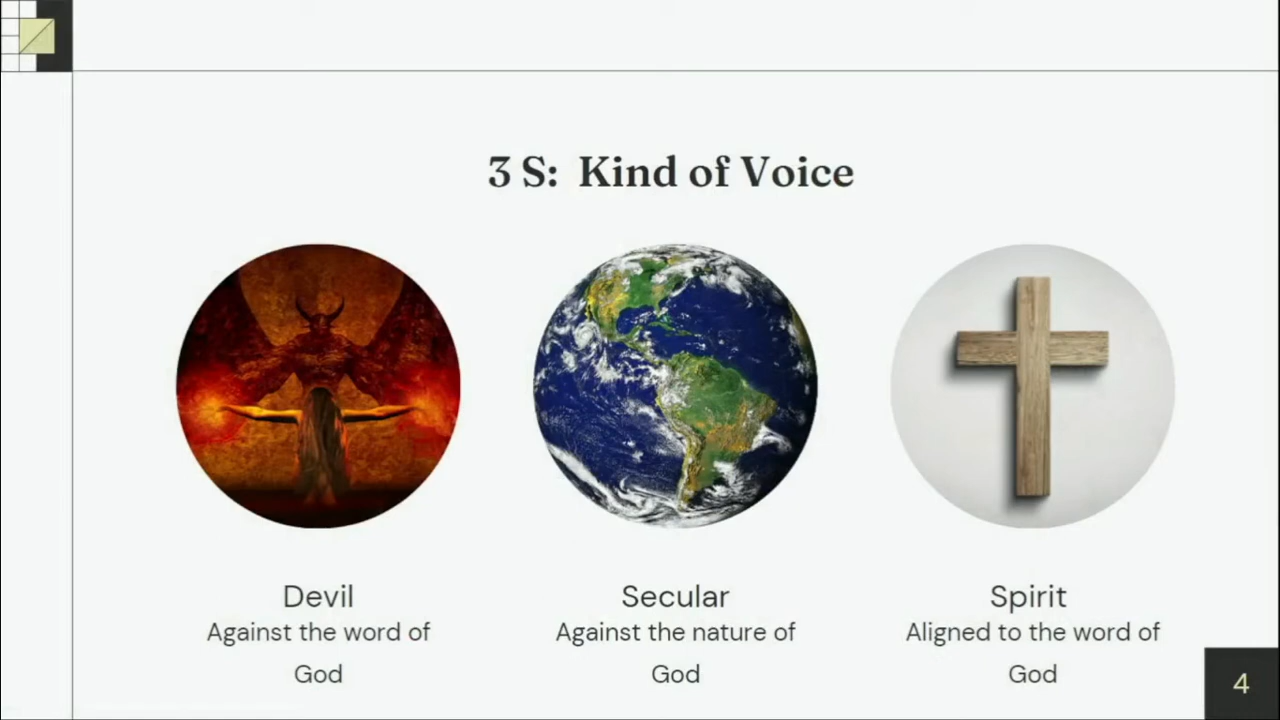 3 S: Kind of Voice
Devil
Against the word of
God
Secular
Against the nature of
God
Spirit
Aligned to the word of
God
4